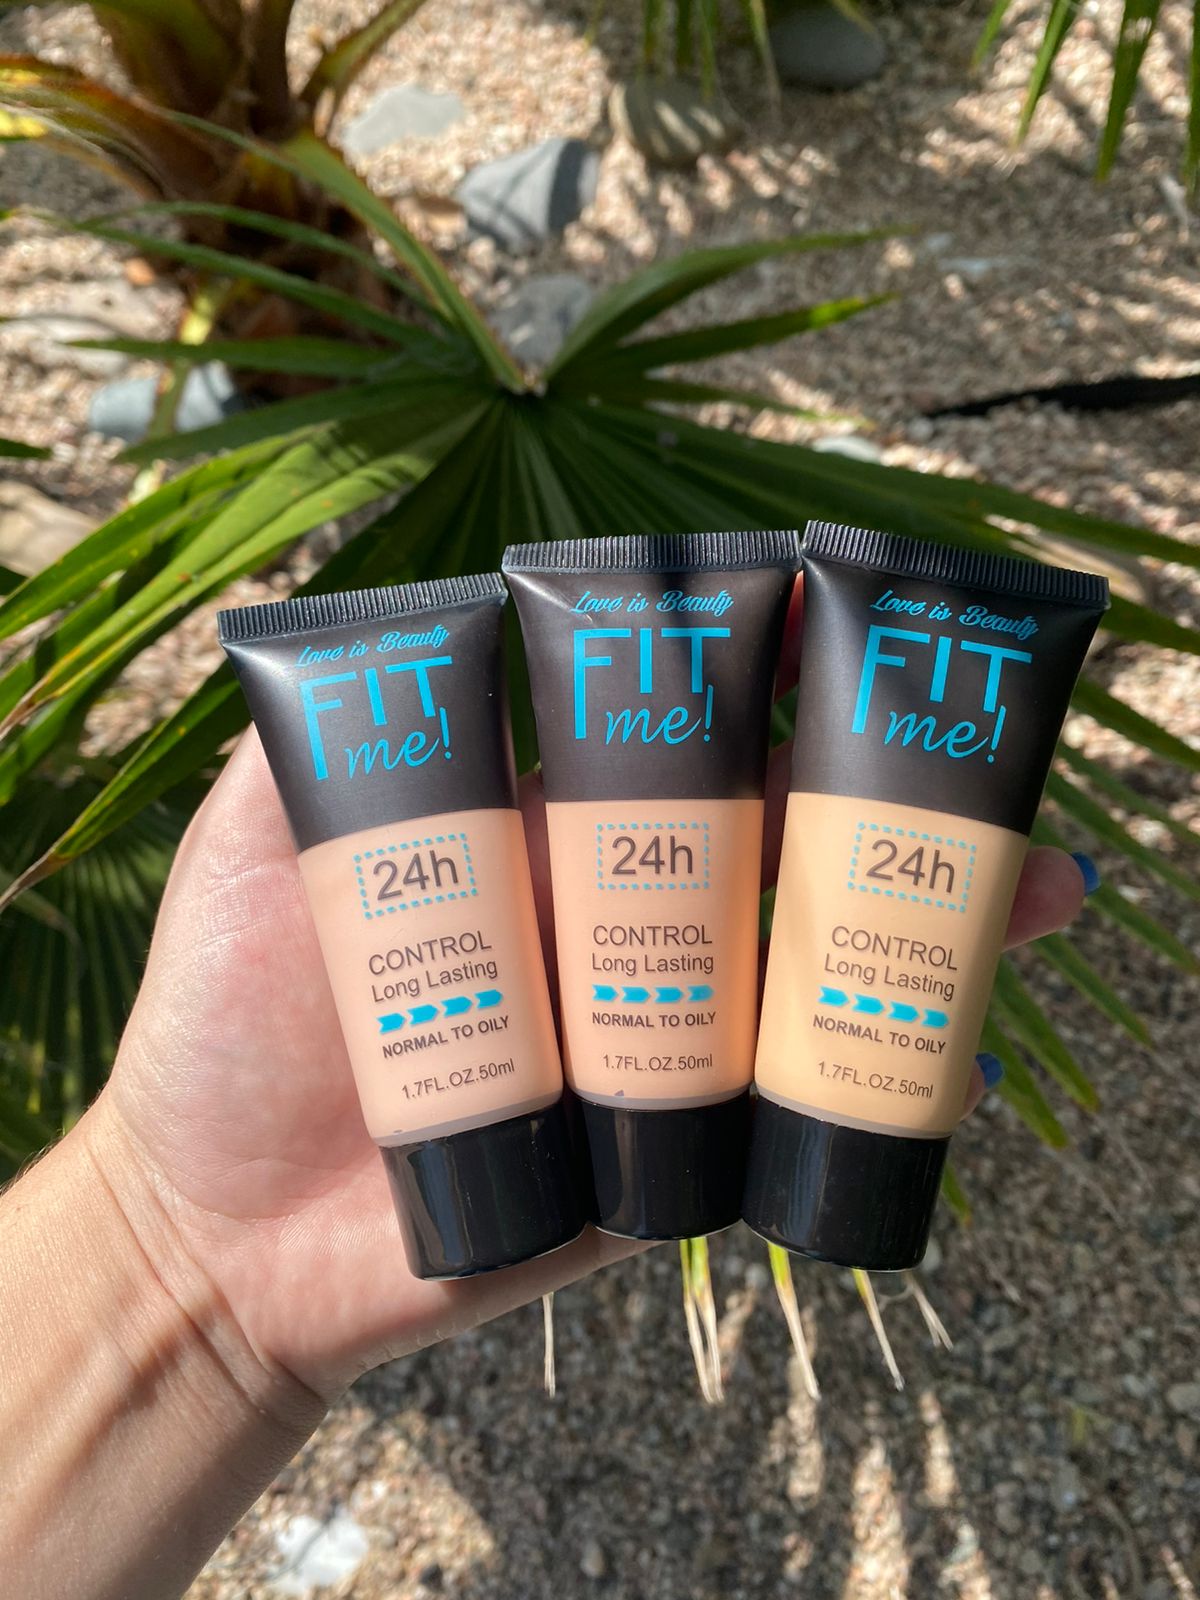 Love is Beauty
FIT
me!
24h
CONTROL
Long Lasting
NORMAL TO OILY
1.7FL.OZ.50ml
Love is Beauty
FIT
me!
24h
CONTROL
Long Lasting
NORMAL TO OILY
1.7FL.OZ.50ml
Love is Beauty
FIT
me!
24h
CONTROL
Long Lasting
NORMAL TO OILY
1.7FL.OZ.50ml